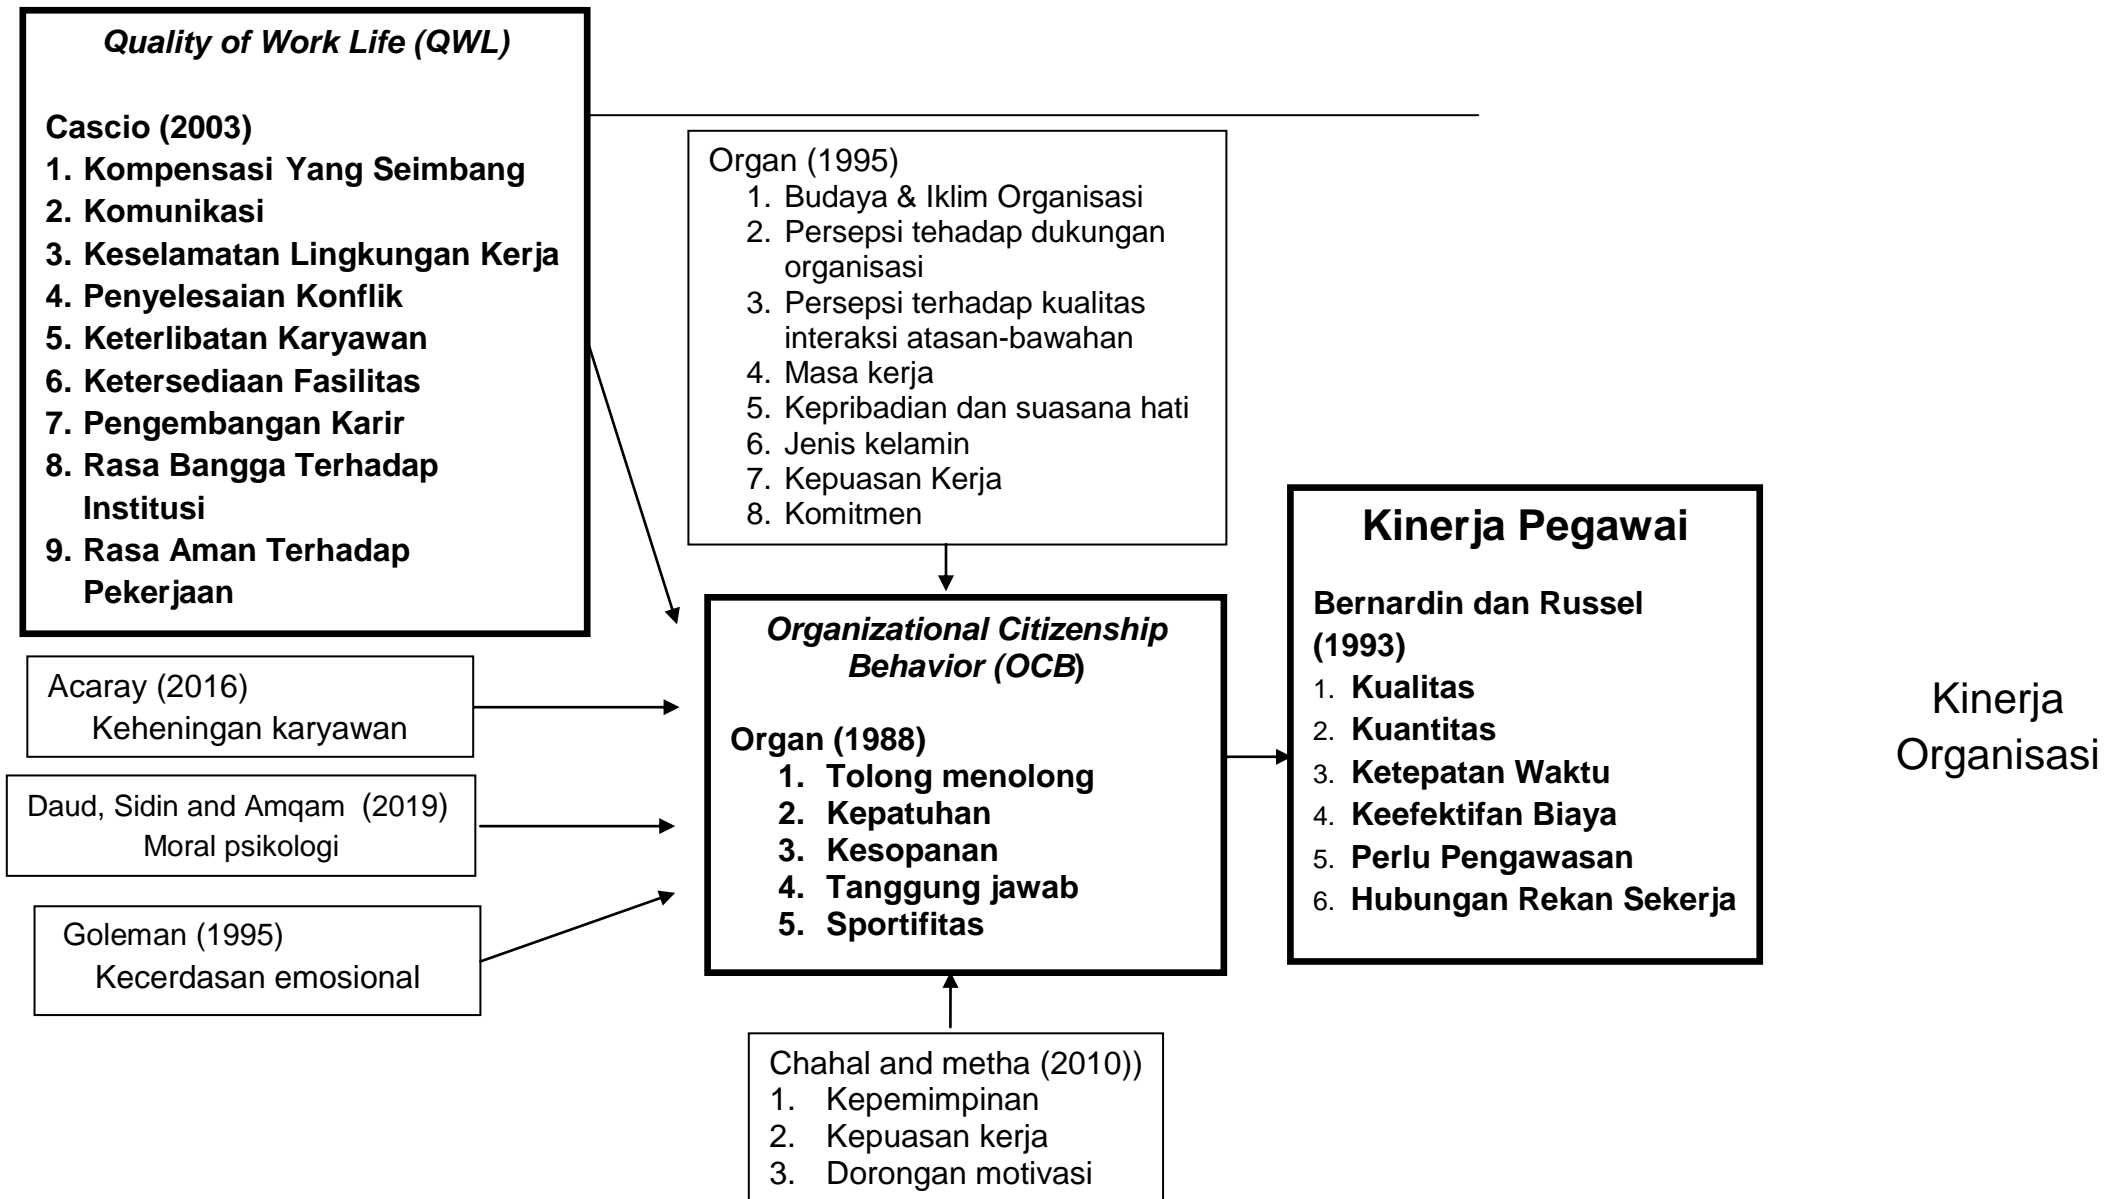 Quality of Work Life (QWL)
Cascio (2003)
1. Kompensasi Yang Seimbang
2. Komunikasi
3. Keselamatan Lingkungan Kerja
4. Penyelesaian Konflik
5. Keterlibatan Karyawan
6. Ketersediaan Fasilitas
7. Pengembangan Karir
8. Rasa Bangga Terhadap
Institusi
9. Rasa Aman Terhadap
Pekerjaan
Organ (1995)
1. Budaya & Iklim Organisasi
2. Persepsi tehadap dukungan
organisasi
3. Persepsi terhadap kualitas
interaksi atasan-bawahan
4. Masa kerja
5. Kepribadian dan suasana hati
6. Jenis kelamin
7. Kepuasan Kerja
8. Komitmen
Acaray (2016)
Keheningan karyawan
Daud, Sidin and Amqam (2019)
Moral psikologi
Goleman (1995)
Kecerdasan emosional
Organizational Citizenship
Behavior (OCB)
Organ (1988)
1. Tolong menolong
2. Kepatuhan
3. Kesopanan
4. Tanggung jawab
5. Sportifitas
Chahal and metha (2010))
1. Kepemimpinan
2. Kepuasan kerja
3. Dorongan motivasi
Kinerja Pegawai
Bernardin dan Russel
(1993)
1. Kualitas
2. Kuantitas
3. Ketepatan Waktu
4. Keefektifan Biaya
5. Perlu Pengawasan
6. Hubungan Rekan Sekerja
Kinerja
Organisasi